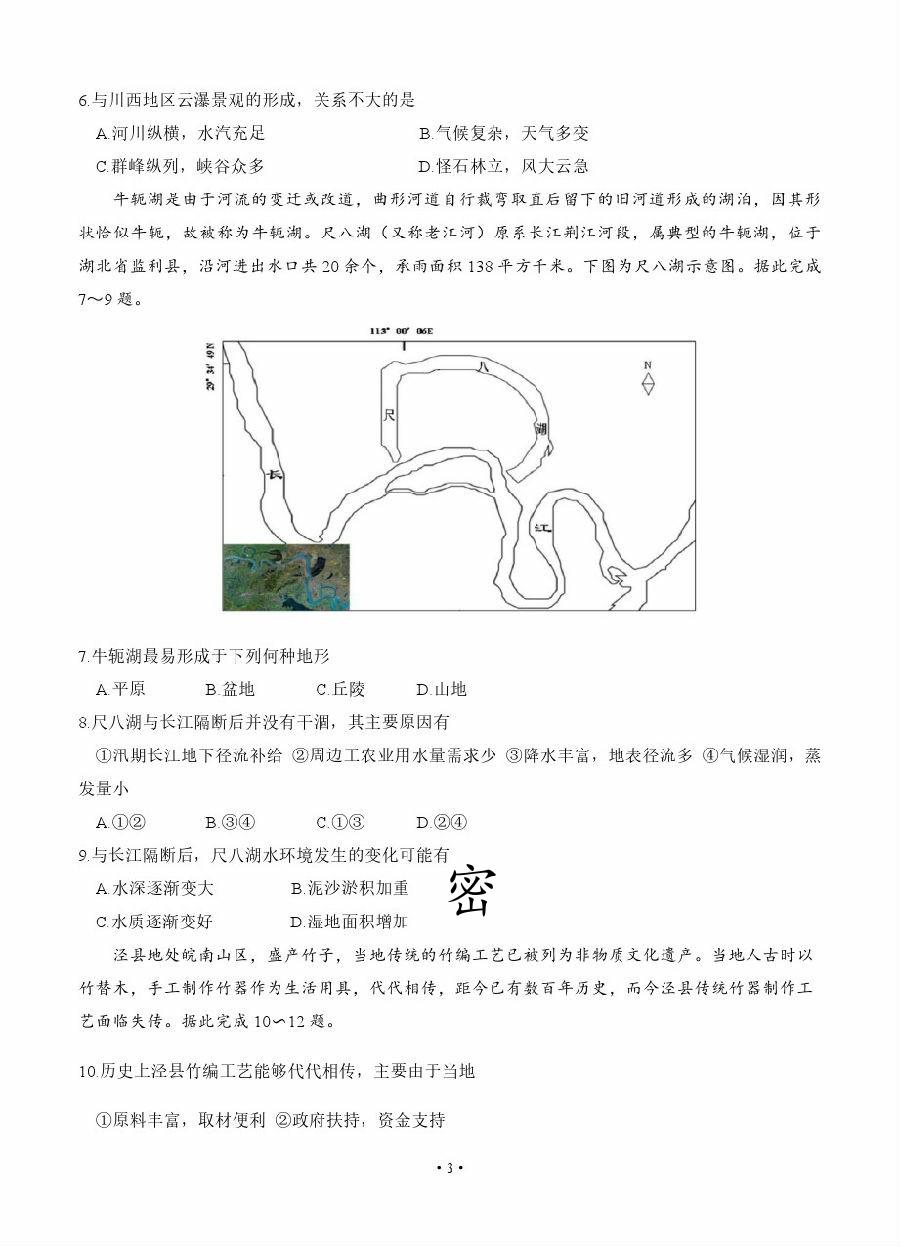 6.与川西地区云瀑景观的形成，关系不大的是
A.河川纵横，水汽充足 B.气候复杂，天气多变
C.群峰纵列，峡谷众多 D.怪石林立，风大云急
牛轭湖是由于河流的变迁或改道，曲形河道自行裁弯取直后留下的旧河道形成的湖泊，因其形
状恰似牛轭，故被称为牛轭湖。尺八湖（又称老江河）原系长江荆江河段，属典型的牛轭湖，位于
湖北省监利县，沿河进出水口共 20 余个，承雨面积 138 平方千米。下图为尺八湖示意图。据此完成
7～9 题。
113° 00′ 06E
29° 34′ 49N
N
八
尺
湖
长
江
7.牛轭湖最易形成于下列何种地形
A.平原 B.盆地 C.丘陵 D.山地
8.尺八湖与长江隔断后并没有干涸，其主要原因有
①汛期长江地下径流补给 ②周边工农业用水量需求少 ③降水丰富，地表径流多 ④气候湿润，蒸
发量小
A.①② B.③④ C.①③ D.②④
9.与长江隔断后，尺八湖水环境发生的变化可能有
A.水深逐渐变大 B.泥沙淤积加重
密
C.水质逐渐变好 D.湿地面积增加
泾县地处皖南山区，盛产竹子，当地传统的竹编工艺已被列为非物质文化遗产。当地人古时以
竹替木，手工制作竹器作为生活用具，代代相传，距今已有数百年历史，而今泾县传统竹器制作工
艺面临失传。据此完成 10～12 题。
10.历史上泾县竹编工艺能够代代相传，主要由于当地
①原料丰富，取材便利 ②政府扶持，资金支持
• 3 •